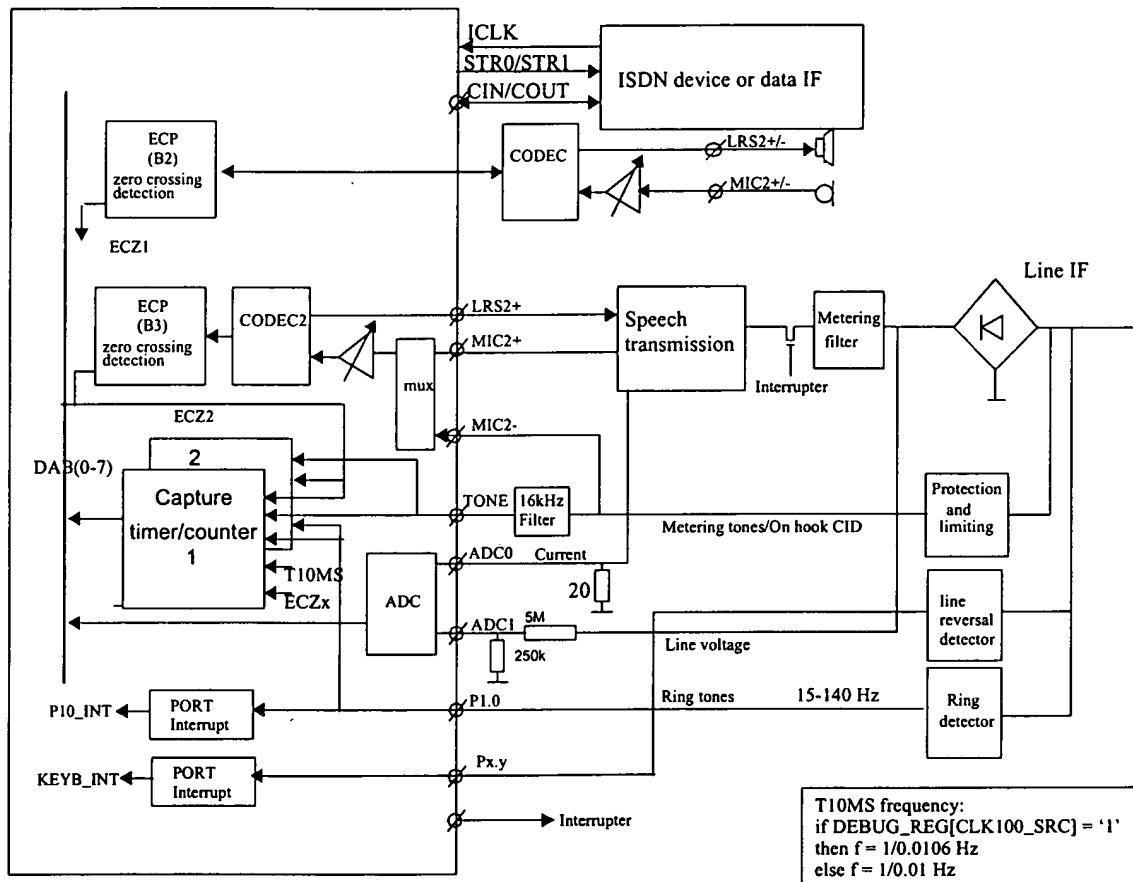 ICLK
STR0/STR1
CIN/COUT
ISDN device or data IF
ECP
(B2)
zero crossing
detection
ECZ1
CODEC
LRS2+/-
MIC2+/-
Line IF
ECP
(B3)
zero crossing
detection
CODEC2
LRS2+
MIC2+
mux
Speech
transmission
Interrupter
Metering
filter
ECZ2
MIC2-
DAB(0-7)
2
Capture
timer/counter
1
TONE
16kHz
Filter
Metering tones/On hook CID
Protection
and
limiting
T10MS
ECZx
ADC
ADC0
Current
20
ADC1
5M
250k
Line voltage
line
reversal
detector
P10_INT
PORT
Interrupt
P1.0
Ring tones
15-140 Hz
Ring
detector
KEYB_INT
PORT
Interrupt
Px.y
Interrupter
T10MS frequency:
if DEBUG_REG[CLK100_SRC] = ‘1’
then f = 1/0.0106 Hz
else f = 1/0.01 Hz